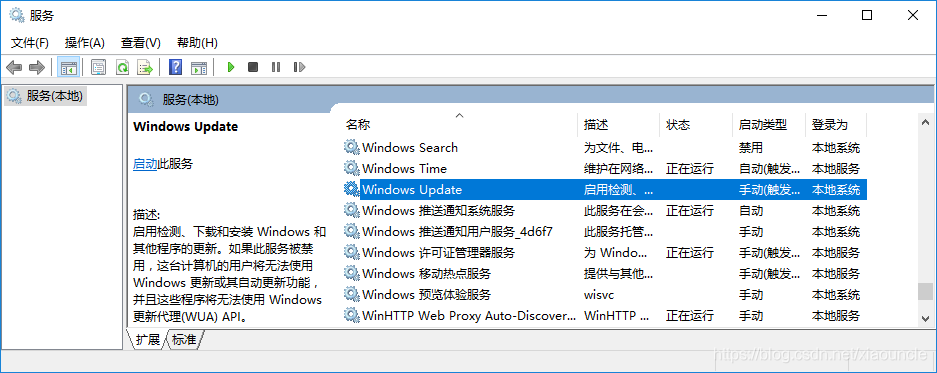 服务
文件(F) 操作(A) 查看(V) 帮助(H)
服务(本地)
服务(本地)
Windows Update
启动此服务
描述:
启用检测、下载和安装 Windows 和
其他程序的更新。如果此服务被禁
用，这台计算机的用户将无法使用
Windows 更新或其自动更新功能，
并且这些程序将无法使用 Windows
更新代理(WUA) API。
名称 描述 状态 启动类型 登录为
Windows Search 为文件、电... 禁用 本地系统
Windows Time 维护在网络... 正在运行 自动(触发... 本地服务
Windows Update 启用检测、... 手动(触发... 本地系统
Windows 推送通知系统服务 此服务在会... 正在运行 自动 本地系统
Windows 推送通知用户服务_4d6f7 此服务托管... 手动 本地系统
Windows 许可证管理器服务 为 Windo... 正在运行 手动(触发... 本地服务
Windows 移动热点服务 提供与其他... 手动(触发... 本地服务
Windows 预览体验服务 wisvc 手动 本地系统
WinHTTP Web Proxy Auto-Discover... WinHTTP ... 正在运行 手动 本地服务
扩展 标准
https://blog.csdn.net/xiaouncle